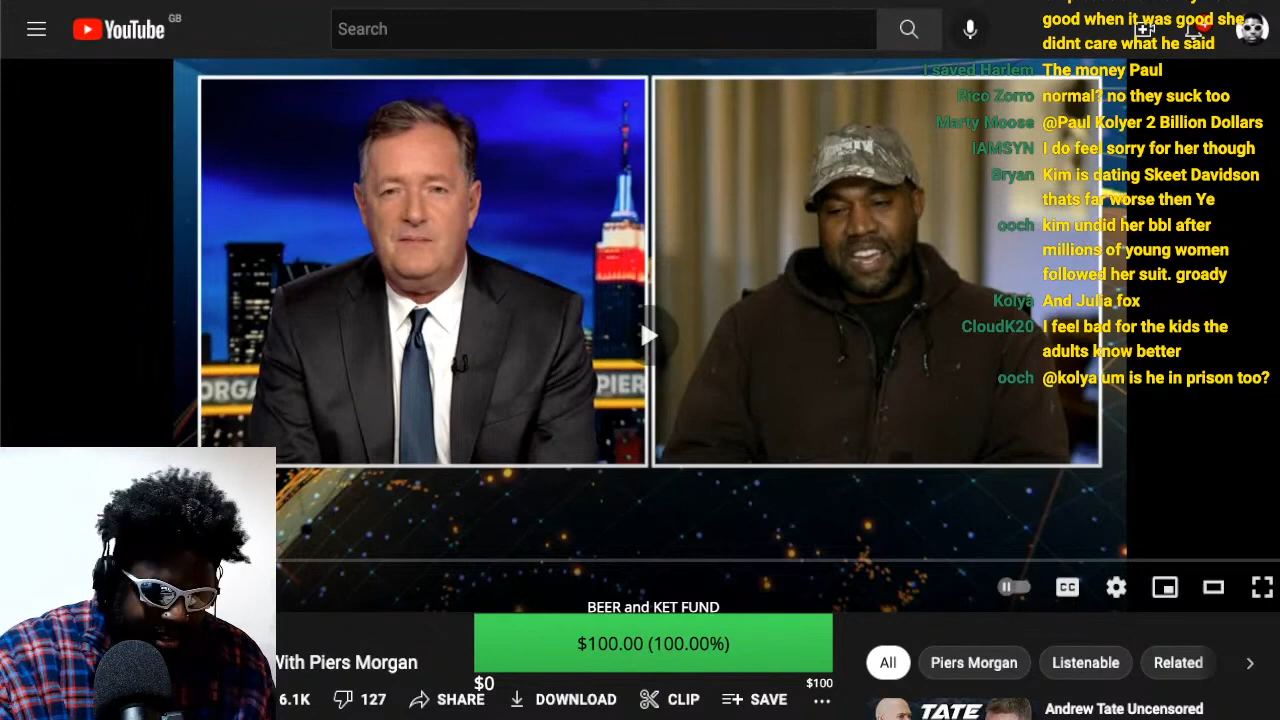 YouTube GB
Search
good when it was good she
didnt care what he said
I saved Harlem The money Paul
Rico Zorro normal? no they suck too
Marty Moose @Paul Kolyer 2 Billion Dollars
IAMSYN I do feel sorry for her though
Bryan Kim is dating Skeet Davidson
thats far worse then Ye
ooch kim undid her bbl after
millions of young women
followed her suit. groady
Kolya And Julia fox
CloudK20 I feel bad for the kids the
adults know better
ooch @kolya um is he in prison too?
ORGA
PIER
CC
BEER and KET FUND
$100.00 (100.00%)
$0
$100
With Piers Morgan
6.1K
127
SHARE
DOWNLOAD
CLIP
SAVE
All
Piers Morgan
Listenable
Related
TATE
Andrew Tate Uncensored